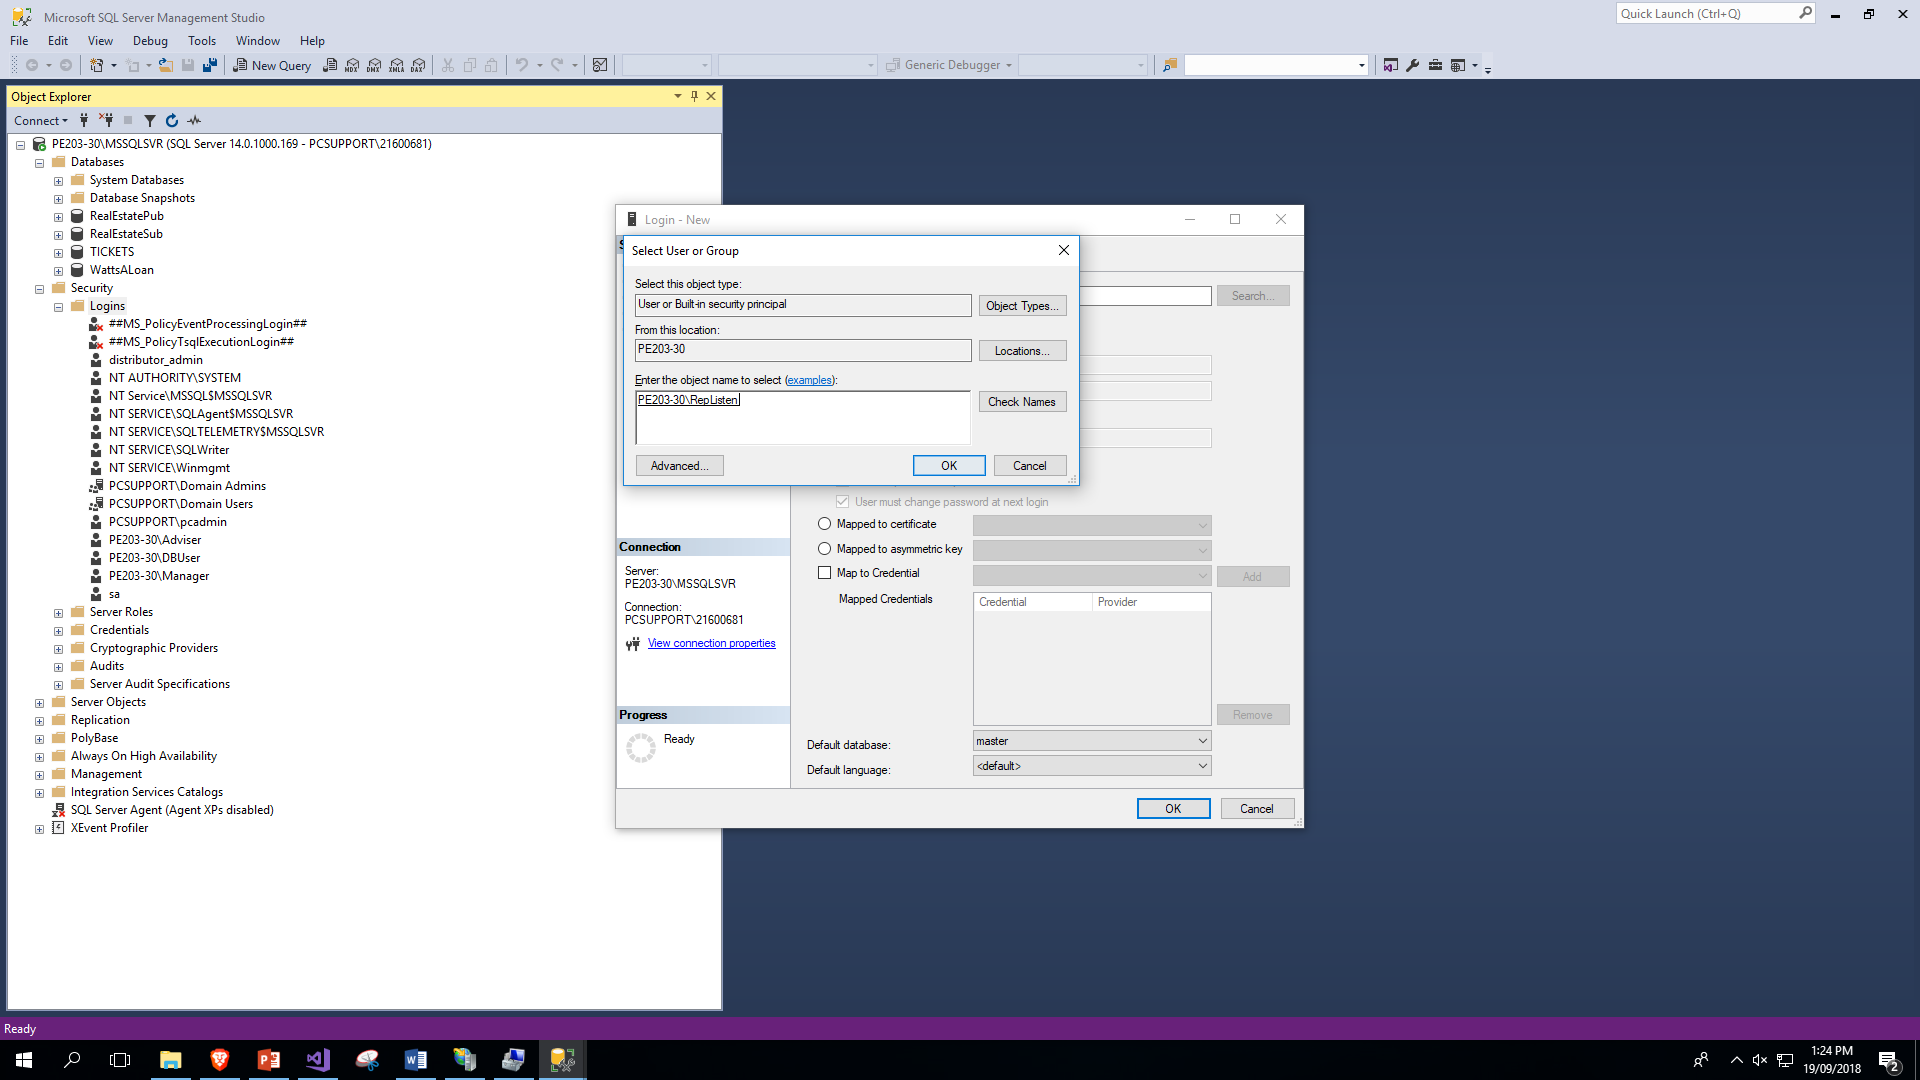 Microsoft SQL Server Management Studio
Quick Launch (Ctrl+Q)
File Edit View Debug Tools Window Help
New Query
MDX DMX XMLA DAX
Generic Debugger
Object Explorer
Connect
PE203-30\MSSQLSVR (SQL Server 14.0.1000.169 - PCSUPPORT\21600681)
Databases
System Databases
Database Snapshots
RealEstatePub
RealEstateSub
TICKETS
WattsALoan
Security
Logins
##MS_PolicyEventProcessingLogin##
##MS_PolicyTsqlExecutionLogin##
distributor_admin
NT AUTHORITY\SYSTEM
NT Service\MSSQL$MSSQLSVR
NT SERVICE\SQLAgent$MSSQLSVR
NT SERVICE\SQLTELEMETRY$MSSQLSVR
NT SERVICE\SQLWriter
NT SERVICE\Winmgmt
PCSUPPORT\Domain Admins
PCSUPPORT\Domain Users
PCSUPPORT\pcadmin
PE203-30\Adviser
PE203-30\DBUser
PE203-30\Manager
sa
Server Roles
Credentials
Cryptographic Providers
Audits
Server Audit Specifications
Server Objects
Replication
PolyBase
Always On High Availability
Management
Integration Services Catalogs
SQL Server Agent (Agent XPs disabled)
XEvent Profiler
Login - New
Search...
Select User or Group
Select this object type:
User or Built-in security principal
Object Types...
From this location:
PE203-30
Locations...
Enter the object name to select (examples):
PE203-30\RepListen
Check Names
Advanced...
OK
Cancel
User must change password at next login
Mapped to certificate
Mapped to asymmetric key
Map to Credential
Add
Mapped Credentials
Credential Provider
Remove
Default database:
master
Default language:
<default>
Connection
Server:
PE203-30\MSSQLSVR
Connection:
PCSUPPORT\21600681
View connection properties
Progress
Ready
OK
Cancel
Ready
1:24 PM
19/09/2018
2